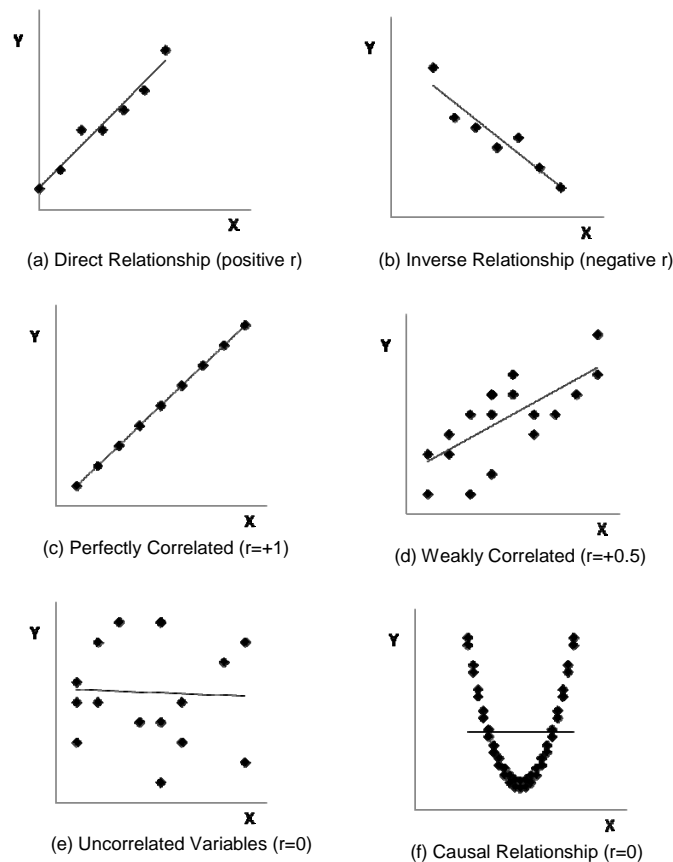 Y
X
(a) Direct Relationship (positive r)
Y
X
(b) Inverse Relationship (negative r)
Y
X
(c) Perfectly Correlated (r=+1)
Y
X
(d) Weakly Correlated (r=+0.5)
Y
X
(e) Uncorrelated Variables (r=0)
Y
X
(f) Causal Relationship (r=0)